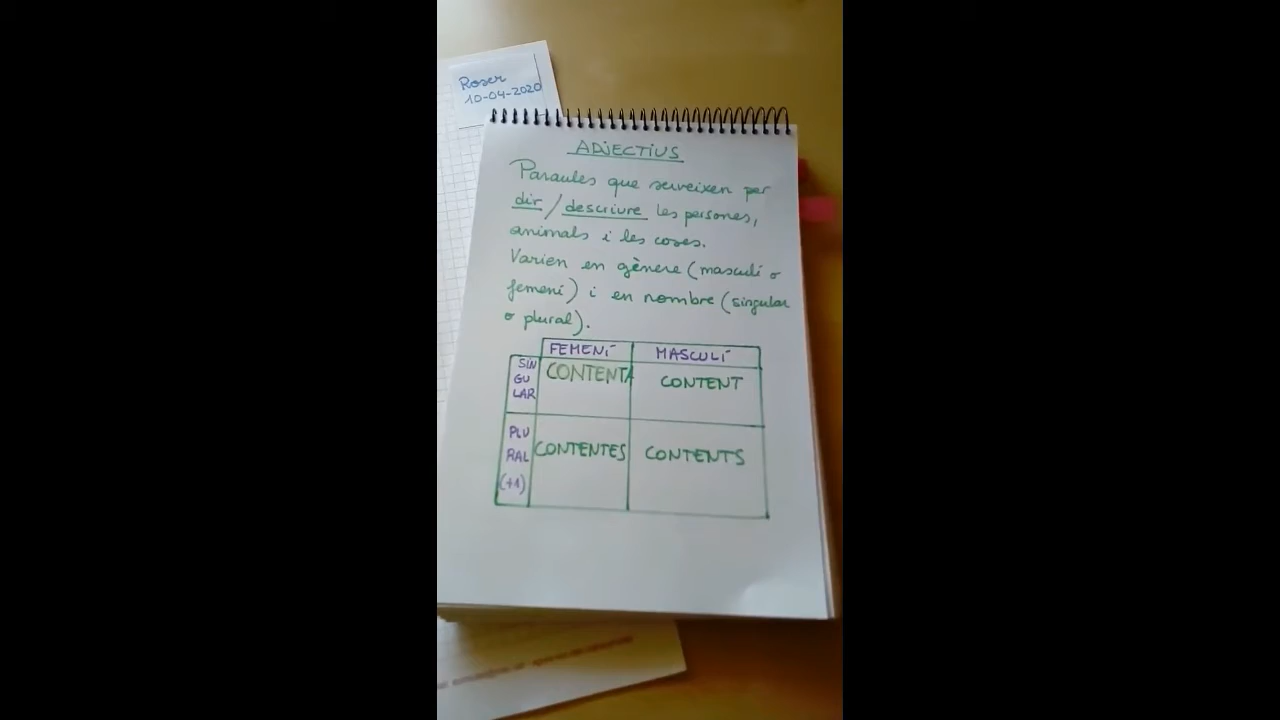 Roser
10-04-2020
ADJECTIUS
Paraules que serveixen per
dir / descriure les persones,
animals i les coses.
Varien en gènere (masculí o
femení) i en nombre (singular
o plural).
FEMENÍ MASCULÍ
SIN
GU
LAR
CONTENTA CONTENT
PLU
RAL
(+1)
CONTENTES CONTENTS